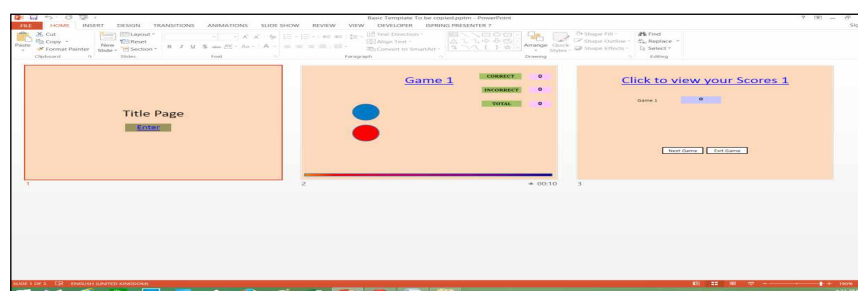 Basic Template To be copied.pptm - PowerPoint
FILE HOME INSERT DESIGN TRANSITIONS ANIMATIONS SLIDE SHOW REVIEW VIEW DEVELOPER ISPRING PRESENTER 7
Cut
Copy
Format Painter
Paste
Clipboard
New Slide
Layout
Reset
Section
Slides
Font
Text Direction
Align Text
Convert to SmartArt
Paragraph
Arrange
Quick Styles
Shape Fill
Shape Outline
Shape Effects
Drawing
Find
Replace
Select
Editing
Title Page
Enter
1
Game 1
CORRECT 0
INCORRECT 0
TOTAL 0
2
00:10
Click to view your Scores 1
Game 1 0
Next Game Exit Game
3
SLIDE 1 OF 3 ENGLISH (UNITED KINGDOM)